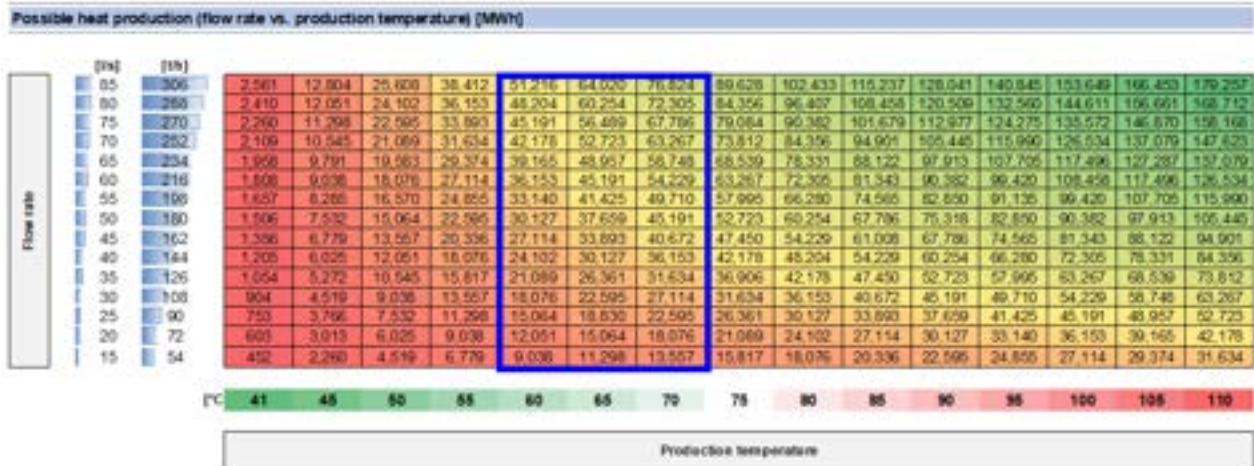 Possible heat production (flow rate vs. production temperature) [MWh]
[l/s] [t/h]
85 306 2,561 12,804 25,608 38,412 51,216 64,020 76,824 89,628 102,433 115,237 128,041 140,845 153,649 166,453 179,257
80 288 2,410 12,051 24,102 36,153 48,204 60,254 72,305 84,356 96,407 108,458 120,509 132,560 144,611 156,661 168,712
75 270 2,260 11,298 22,595 33,893 45,191 56,489 67,786 79,084 90,382 101,679 112,977 124,275 135,572 146,870 158,168
70 252 2,109 10,545 21,089 31,634 42,178 52,723 63,267 73,812 84,356 94,901 105,445 115,990 126,534 137,079 147,623
65 234 1,958 9,791 19,583 29,374 39,165 48,957 58,748 68,539 78,331 88,122 97,913 107,705 117,496 127,287 137,079
60 216 1,808 9,038 18,076 27,114 36,153 45,191 54,229 63,267 72,305 81,343 90,382 99,420 108,458 117,496 126,534
55 198 1,657 8,285 16,570 24,855 33,140 41,425 49,710 57,995 66,280 74,565 82,850 91,135 99,420 107,705 115,990
50 180 1,506 7,532 15,064 22,595 30,127 37,659 45,191 52,723 60,254 67,786 75,318 82,850 90,382 97,913 105,445
45 162 1,356 6,779 13,557 20,336 27,114 33,893 40,672 47,450 54,229 61,008 67,786 74,565 81,343 88,122 94,901
40 144 1,205 6,025 12,051 18,076 24,102 30,127 36,153 42,178 48,204 54,229 60,254 66,280 72,305 78,331 84,356
35 126 1,054 5,272 10,545 15,817 21,089 26,361 31,634 36,906 42,178 47,450 52,723 57,995 63,267 68,539 73,812
30 108 904 4,519 9,038 13,557 18,076 22,595 27,114 31,634 36,153 40,672 45,191 49,710 54,229 58,748 63,267
25 90 753 3,766 7,532 11,298 15,064 18,830 22,595 26,361 30,127 33,893 37,659 41,425 45,191 48,957 52,723
20 72 603 3,013 6,025 9,038 12,051 15,064 18,076 21,089 24,102 27,114 30,127 33,140 36,153 39,165 42,178
15 54 452 2,260 4,519 6,779 9,038 11,298 13,557 15,817 18,076 20,336 22,595 24,855 27,114 29,374 31,634
Flow rate
[°C 41 45 50 55 60 65 70 75 80 85 90 95 100 105 110
Production temperature